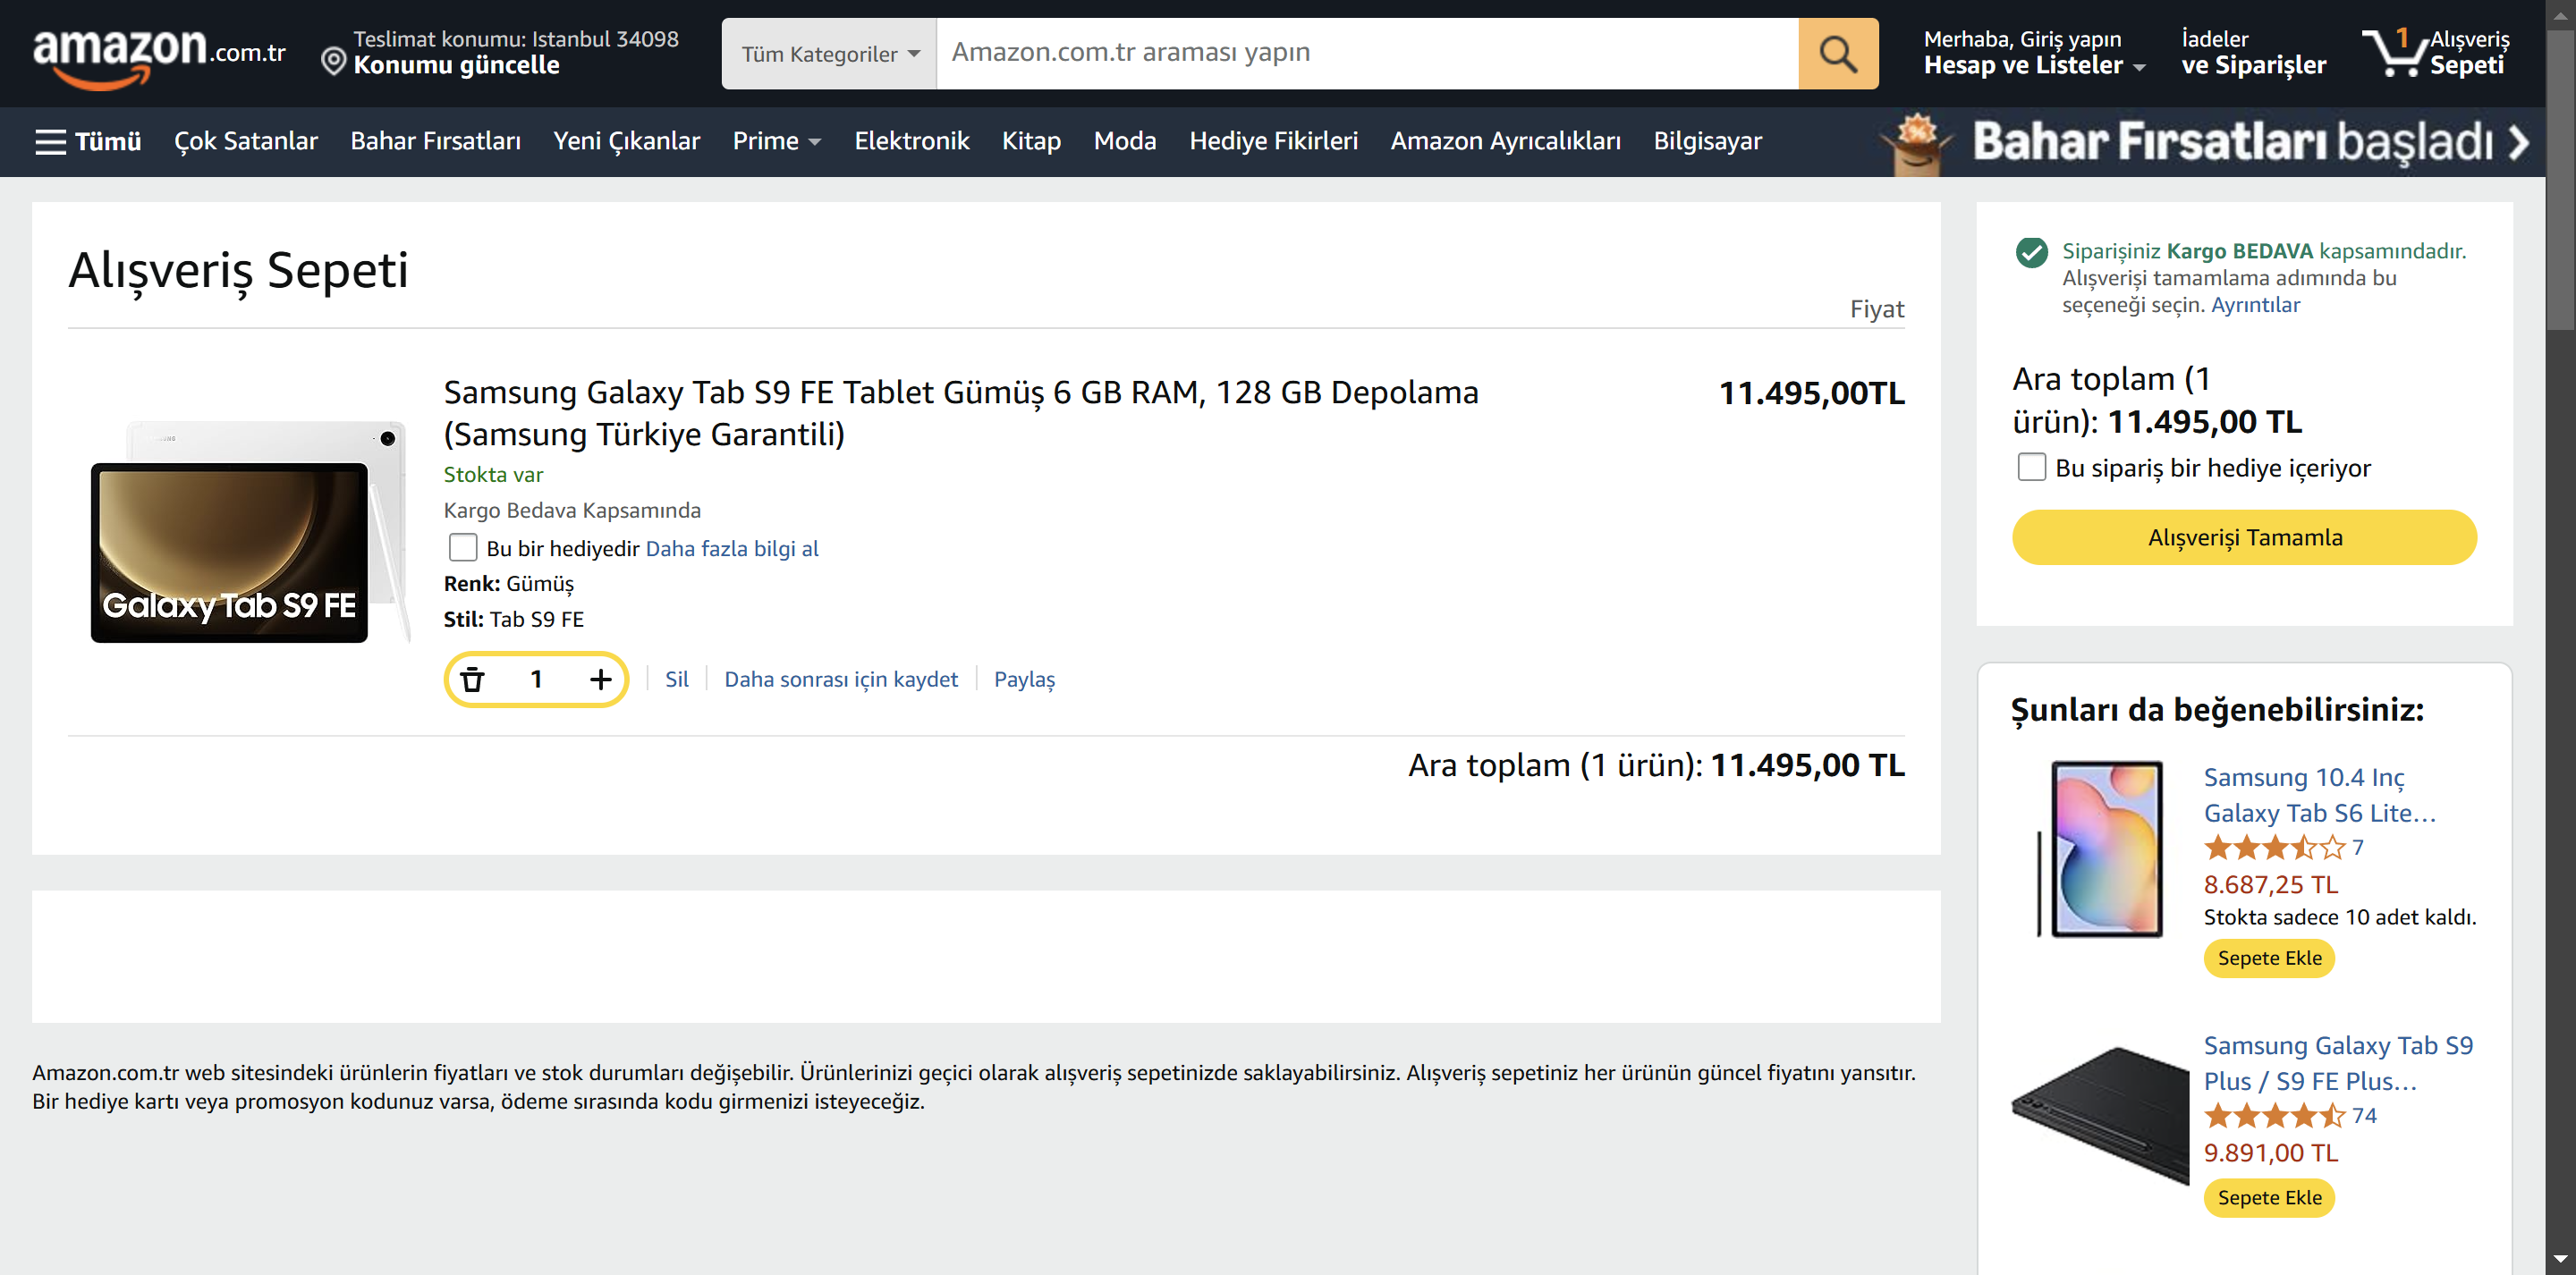 amazon.com.tr
Teslimat konumu: Istanbul 34098
Konumu güncelle
Tüm Kategoriler
Amazon.com.tr araması yapın
Merhaba, Giriş yapın
Hesap ve Listeler
İadeler
ve Siparişler
1
Alışveriş
Sepeti
Tümü
Çok Satanlar
Bahar Fırsatları
Yeni Çıkanlar
Prime
Elektronik
Kitap
Moda
Hediye Fikirleri
Amazon Ayrıcalıkları
Bilgisayar
%
Bahar Fırsatları başladı
Alışveriş Sepeti
Fiyat
SAMSUNG
Galaxy Tab S9 FE
Samsung Galaxy Tab S9 FE Tablet Gümüş 6 GB RAM, 128 GB Depolama
(Samsung Türkiye Garantili)
11.495,00TL
Stokta var
Kargo Bedava Kapsamında
Bu bir hediyedir Daha fazla bilgi al
Renk: Gümüş
Stil: Tab S9 FE
1
Sil
Daha sonrası için kaydet
Paylaş
Ara toplam (1 ürün): 11.495,00 TL
Amazon.com.tr web sitesindeki ürünlerin fiyatları ve stok durumları değişebilir. Ürünlerinizi geçici olarak alışveriş sepetinizde saklayabilirsiniz. Alışveriş sepetiniz her ürünün güncel fiyatını yansıtır.
Bir hediye kartı veya promosyon kodunuz varsa, ödeme sırasında kodu girmenizi isteyeceğiz.
Siparişiniz Kargo BEDAVA kapsamındadır.
Alışverişi tamamlama adımında bu
seçeneği seçin. Ayrıntılar
Ara toplam (1
ürün): 11.495,00 TL
Bu sipariş bir hediye içeriyor
Alışverişi Tamamla
Şunları da beğenebilirsiniz:
Samsung 10.4 Inç
Galaxy Tab S6 Lite…
7
8.687,25 TL
Stokta sadece 10 adet kaldı.
Sepete Ekle
Samsung Galaxy Tab S9
Plus / S9 FE Plus…
74
9.891,00 TL
Sepete Ekle